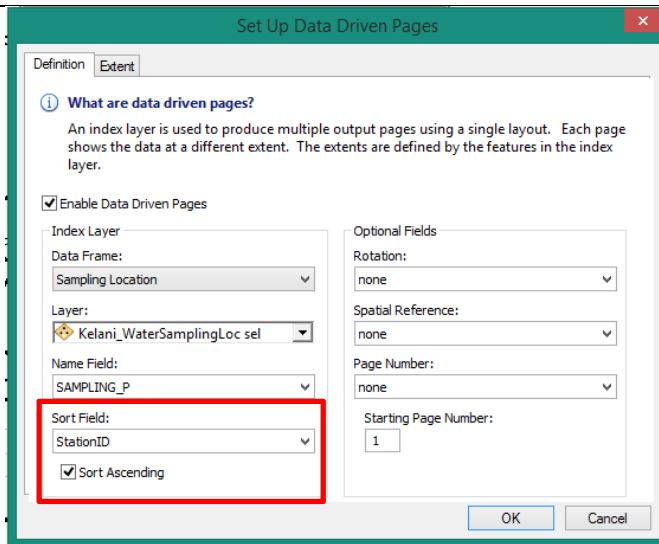 Set Up Data Driven Pages
Definition
Extent
What are data driven pages?
An index layer is used to produce multiple output pages using a single layout. Each page
shows the data at a different extent. The extents are defined by the features in the index
layer.
Enable Data Driven Pages
Index Layer
Data Frame:
Sampling Location
Layer:
Kelani_WaterSamplingLoc sel
Name Field:
SAMPLING_P
Sort Field:
StationID
Sort Ascending
Optional Fields
Rotation:
none
Spatial Reference:
none
Page Number:
none
Starting Page Number:
1
OK
Cancel